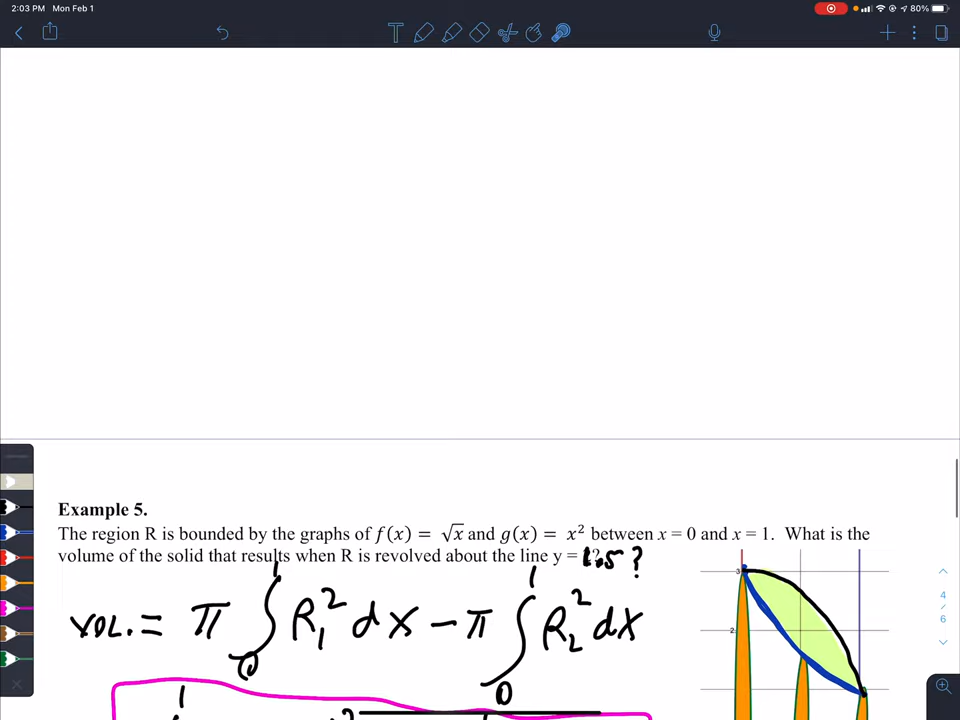 2:03 PM Mon Feb 1
80%
Example 5.
The region R is bounded by the graphs of f(x) = √x and g(x) = x² between x = 0 and x = 1. What is the
volume of the solid that results when R is revolved about the line y = 1.5?
VOL. = π ∫₀¹ R₁² dx − π ∫₀¹ R₂² dx
3
2
4
/
6